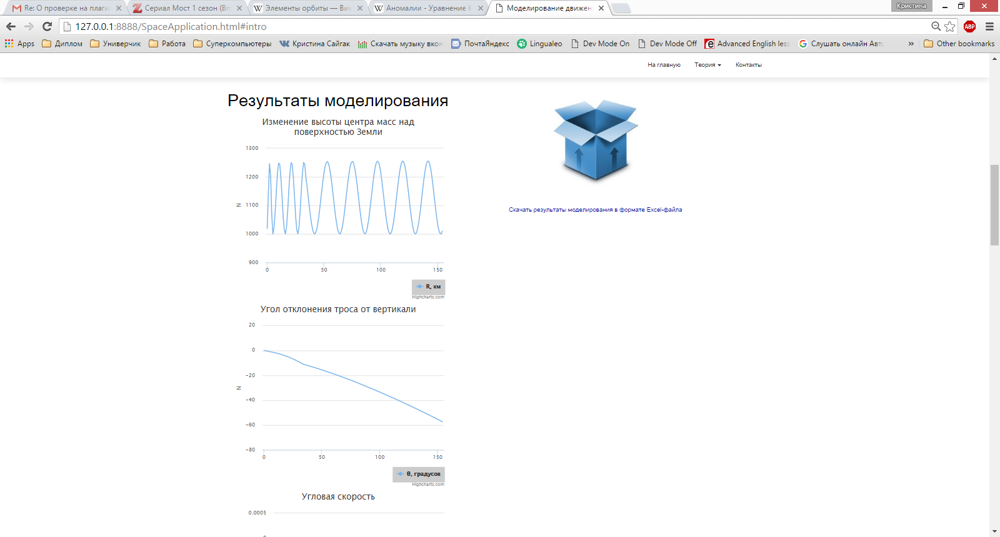 Re: О проверке на плаги
Сериал Мост 1 сезон (Br
Элементы орбиты — Вик
Аномалии - Уравнение К
Моделирование движен
Кристина
127.0.0.1:8888/SpaceApplication.html#intro
ABP
Apps
Диплом
Универчик
Работа
Суперкомпьютеры
Кристина Сайгак
Скачать музыку вкон
ПочтаЯндекс
Lingualeo
Dev Mode On
Dev Mode Off
Advanced English less
Слушать онлайн Авто
»
Other bookmarks
На главную
Теория
Контакты
Результаты моделирования
Изменение высоты центра масс над
поверхностью Земли
1300
1200
1100
1000
900
N
0
50
100
150
R, км
Highcharts.com
Скачать результаты моделирования в формате Excel-файла
Угол отклонения троса от вертикали
20
0
−20
−40
−60
−80
N
0
50
100
150
θ, градусов
Highcharts.com
Угловая скорость
0.0005